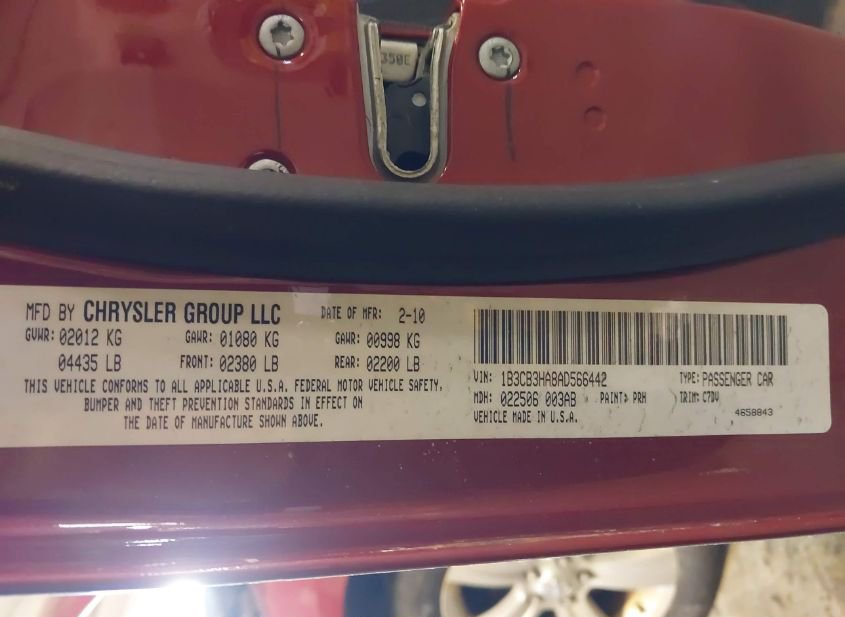 350E
MFD BY CHRYSLER GROUP LLC DATE OF MFR: 2-10
GVWR: 02012 KG GAWR: 01080 KG GAWR: 00998 KG
04435 LB FRONT: 02380 LB REAR: 02200 LB
THIS VEHICLE CONFORMS TO ALL APPLICABLE U.S.A. FEDERAL MOTOR VEHICLE SAFETY,
BUMPER AND THEFT PREVENTION STANDARDS IN EFFECT ON
THE DATE OF MANUFACTURE SHOWN ABOVE.
VIN: 1B3CB3HA8AD566442 TYPE: PASSENGER CAR
MDH: 022506 003AB PAINT: PRH TRIM: C7DV
VEHICLE MADE IN U.S.A. 4658843